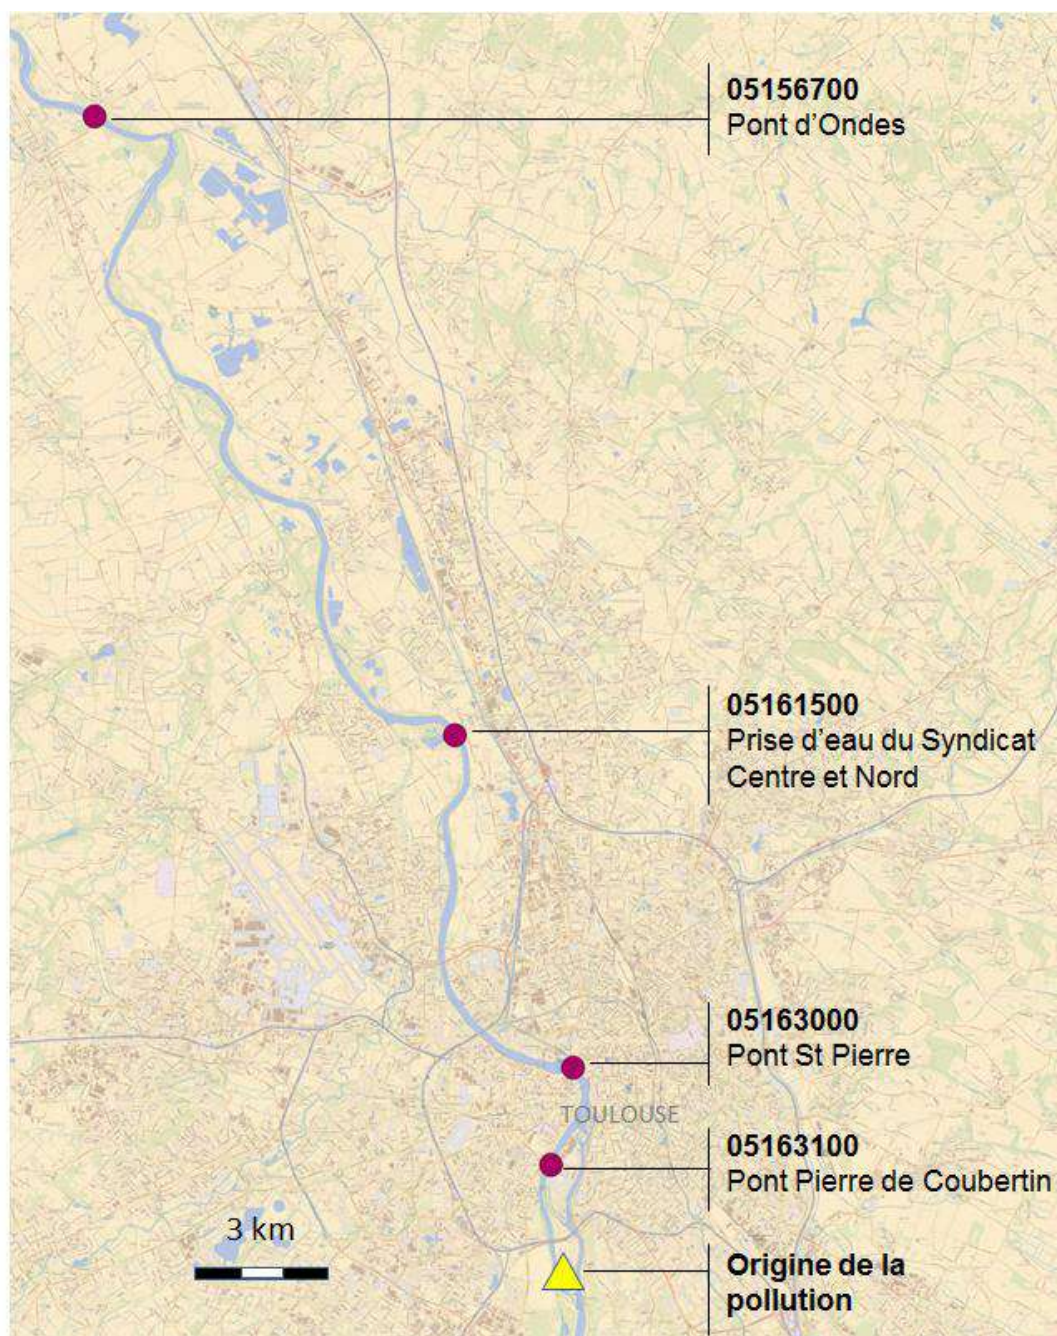 05156700
Pont d'Ondes
05161500
Prise d'eau du Syndicat
Centre et Nord
05163000
Pont St Pierre
TOULOUSE
05163100
Pont Pierre de Coubertin
3 km
Origine de la
pollution